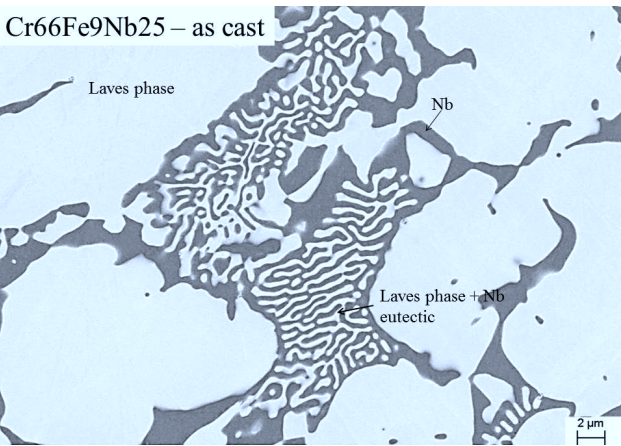 Cr66Fe9Nb25 – as cast
Laves phase
Nb
Laves phase + Nb
eutectic
2 µm